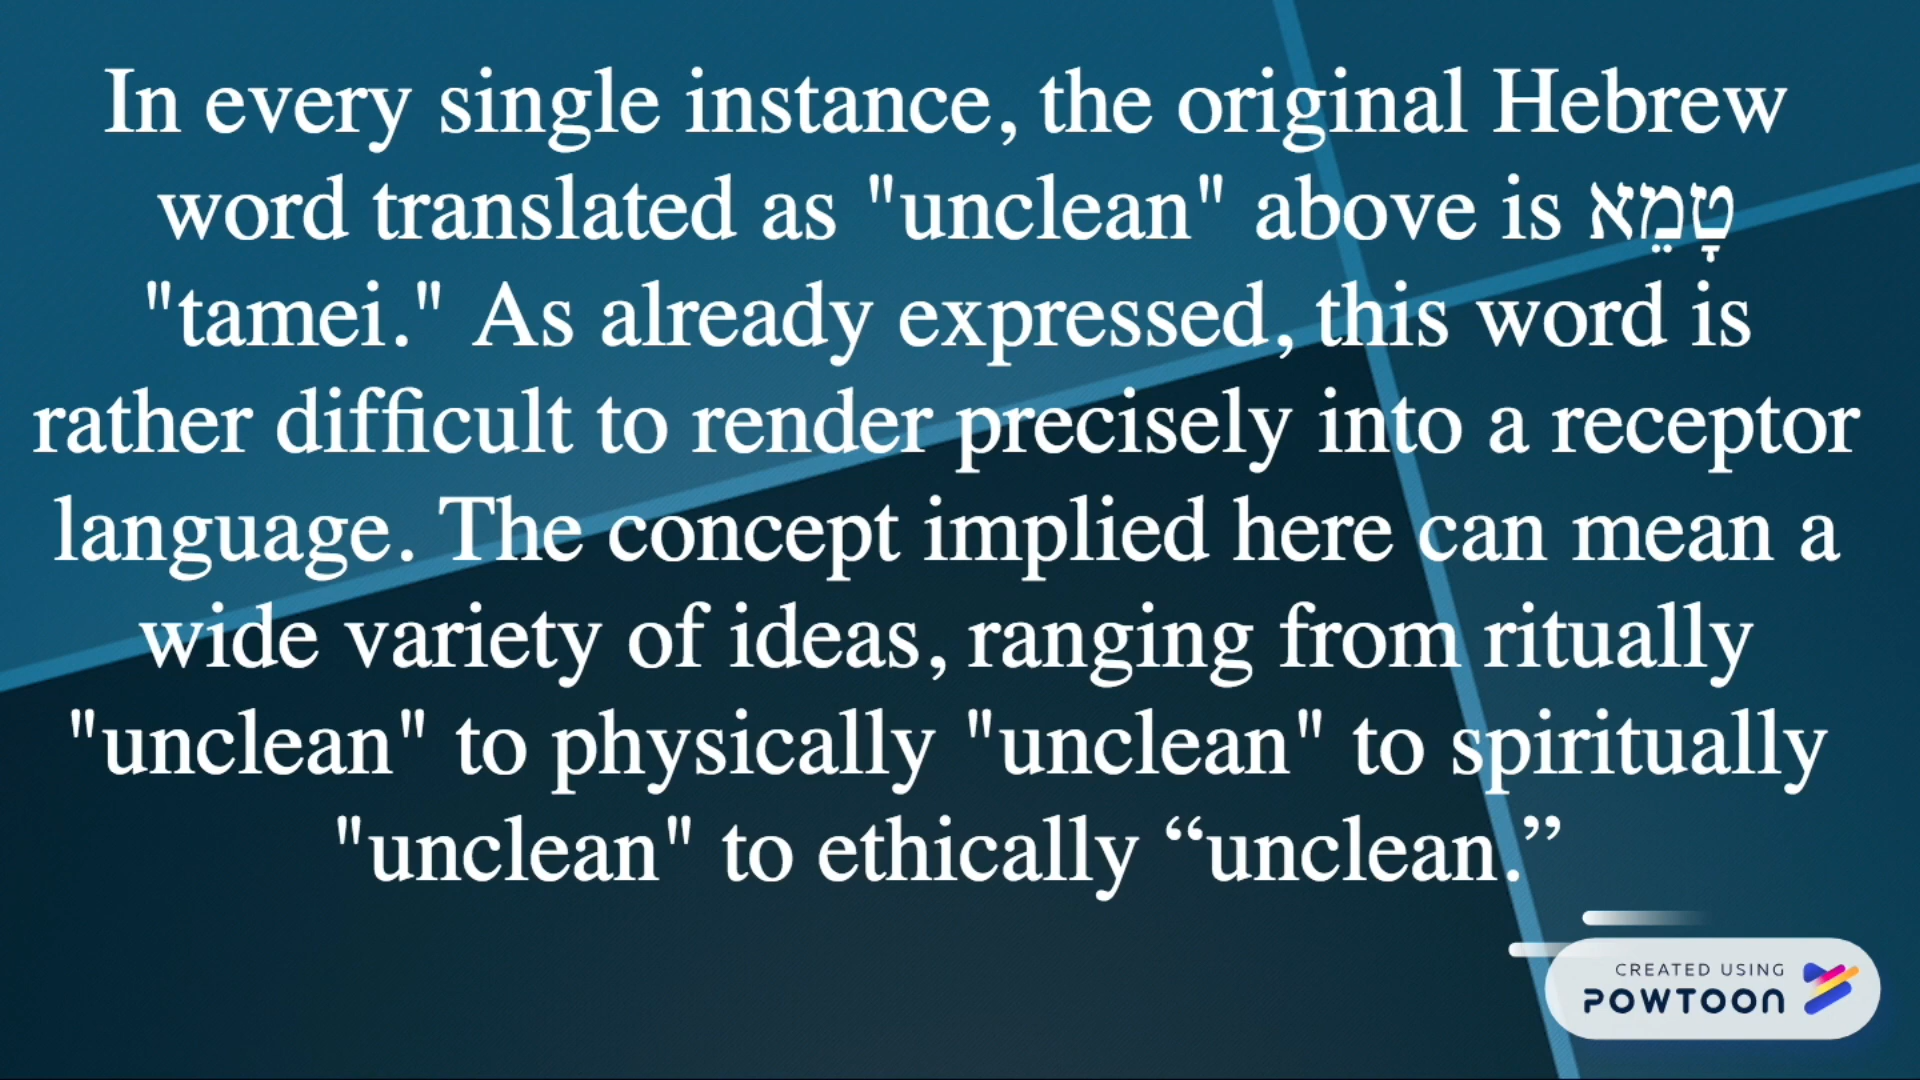 In every single instance, the original Hebrew
word translated as "unclean" above is טָמֵא
"tamei." As already expressed, this word is
rather difficult to render precisely into a receptor
language. The concept implied here can mean a
wide variety of ideas, ranging from ritually
"unclean" to physically "unclean" to spiritually
"unclean" to ethically “unclean.”
CREATED USING
POWTOON